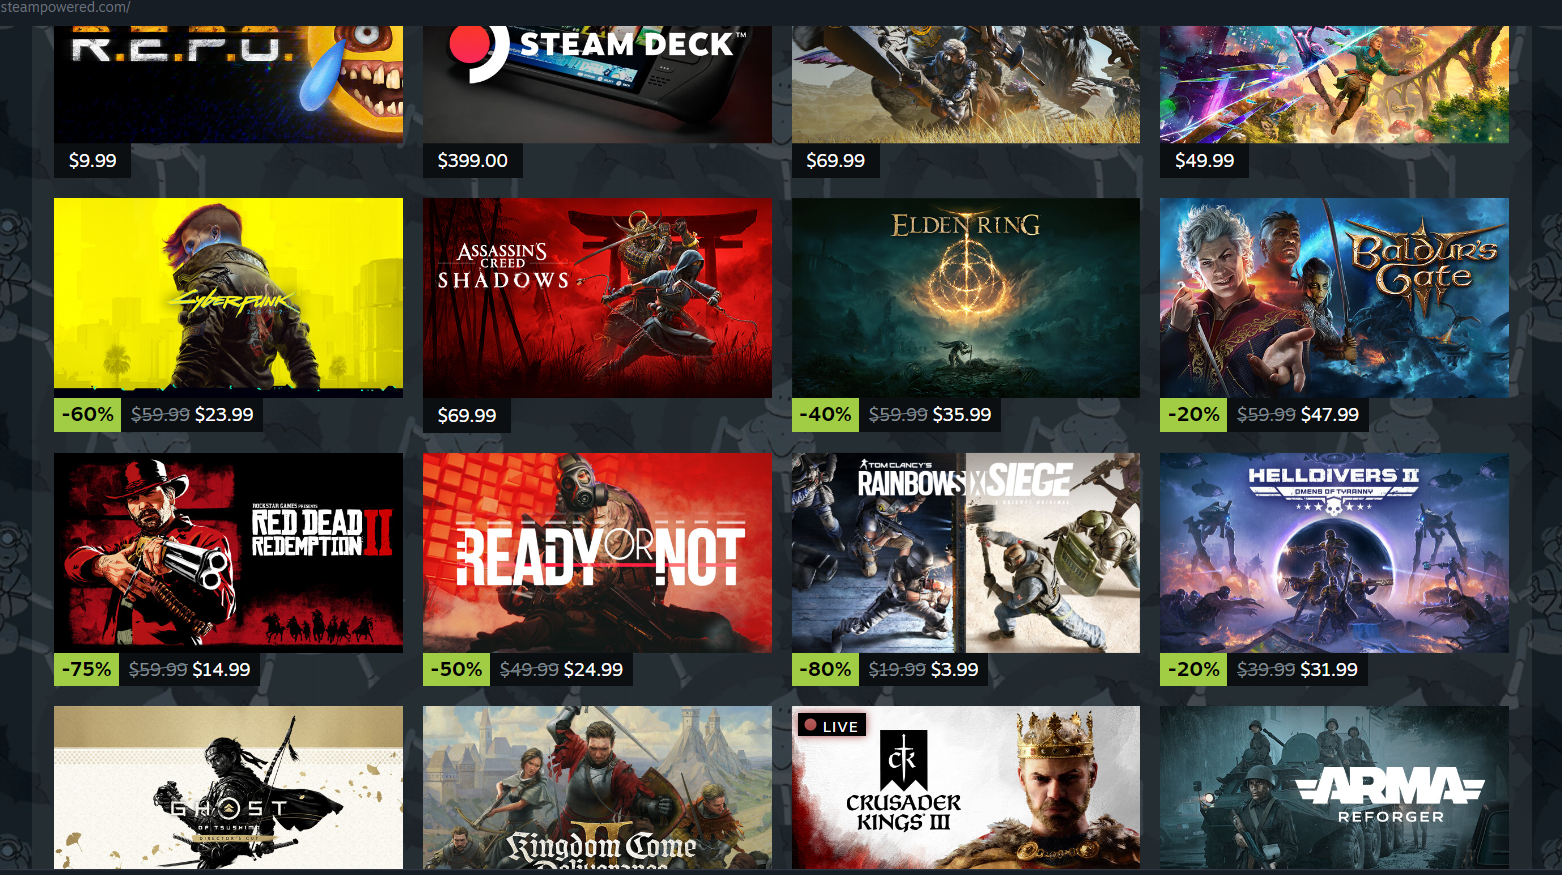 steampowered.com/
R.E.P.O.
STEAM DECK™
$9.99
$399.00
$69.99
$49.99
CYBERPUNK
2077
ASSASSIN'S
CREED
SHADOWS
ELDEN RING
BALDUR'S
GATE
III
-60% $59.99 $23.99
$69.99
-40% $59.99 $35.99
-20% $59.99 $47.99
ROCKSTAR GAMES PRESENTS
RED DEAD
REDEMPTION II
READY OR NOT
TOM CLANCY'S
RAINBOW SIX SIEGE
HELLDIVERS II
OMENS OF TYRANNY
-75% $59.99 $14.99
-50% $49.99 $24.99
-80% $19.99 $3.99
-20% $39.99 $31.99
GHOST
OF TSUSHIMA
DIRECTOR'S CUT
Kingdom Come
Deliverance
II
LIVE
ck
CRUSADER
KINGS III
ARMA
REFORGER